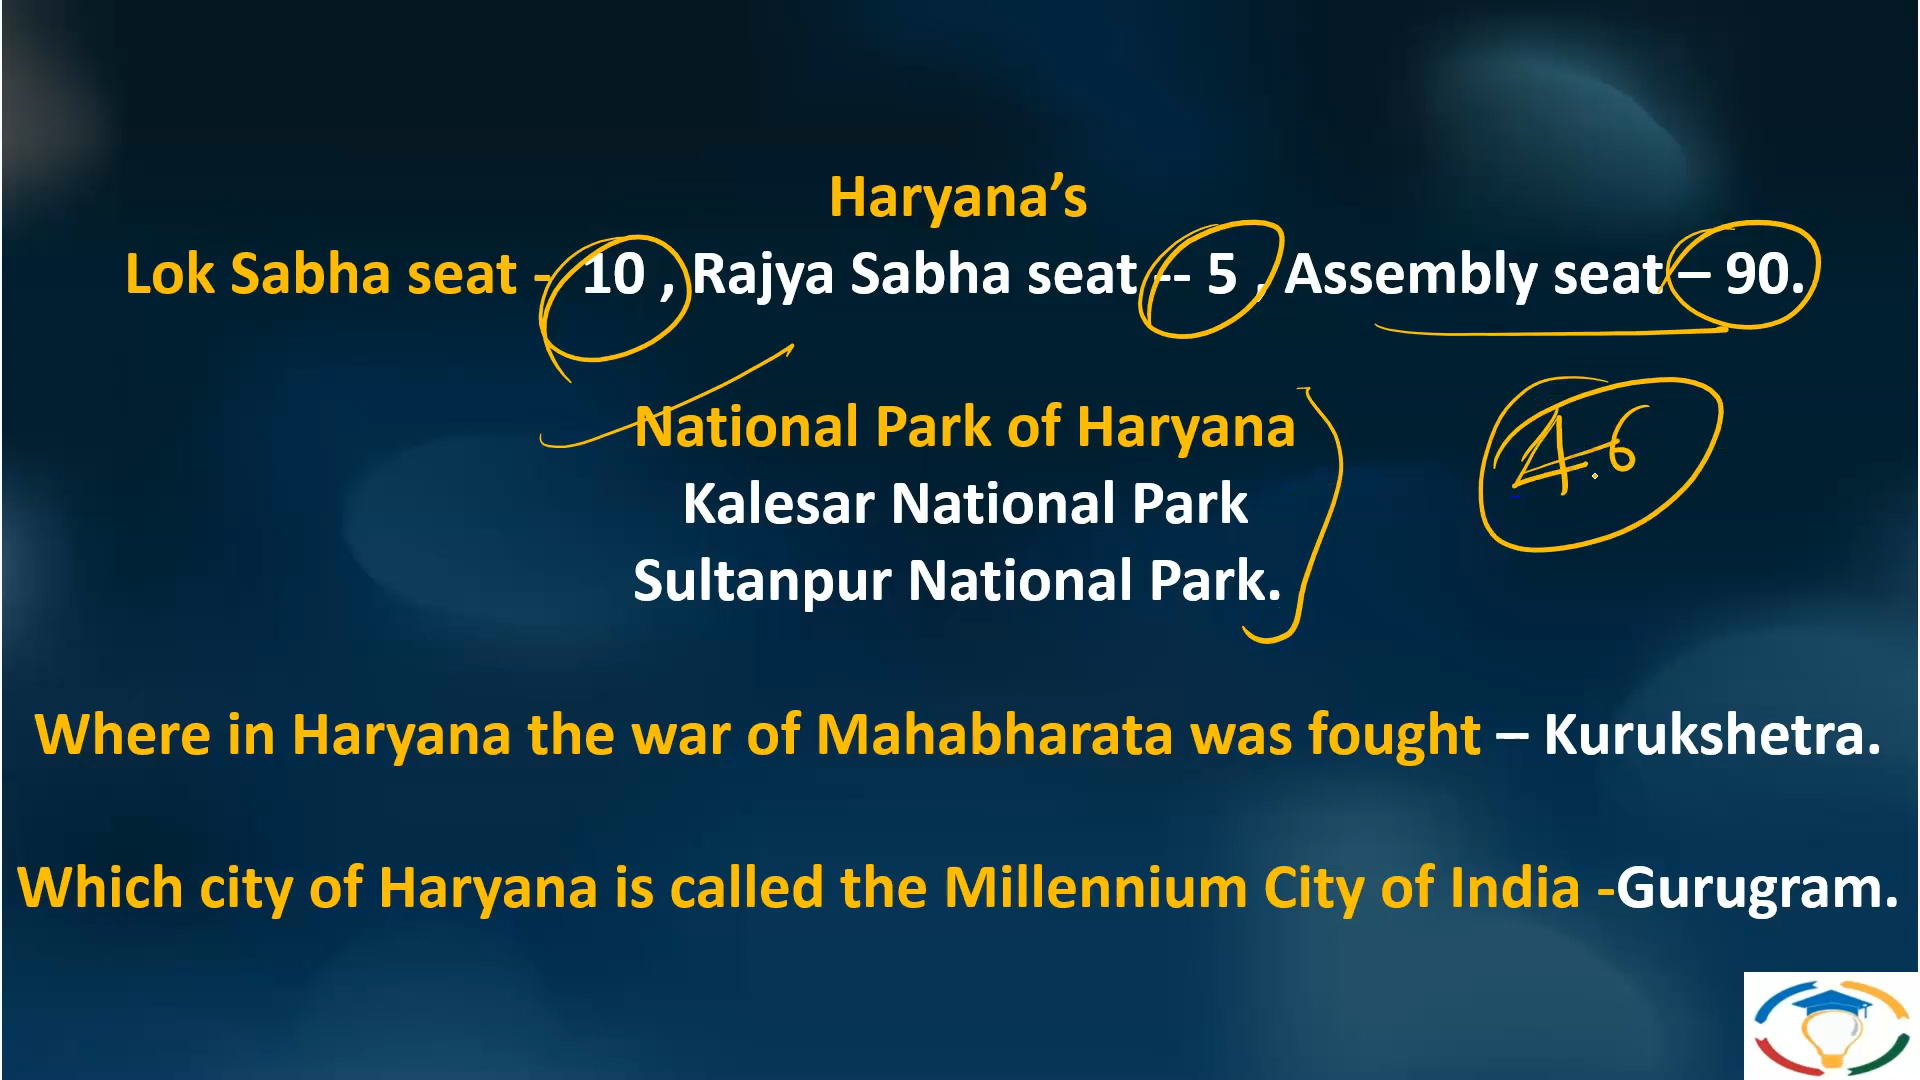 Haryana’s
Lok Sabha seat - 10 , Rajya Sabha seat -- 5 , Assembly seat – 90.
National Park of Haryana
46
Kalesar National Park
Sultanpur National Park.
Where in Haryana the war of Mahabharata was fought – Kurukshetra.
Which city of Haryana is called the Millennium City of India -Gurugram.